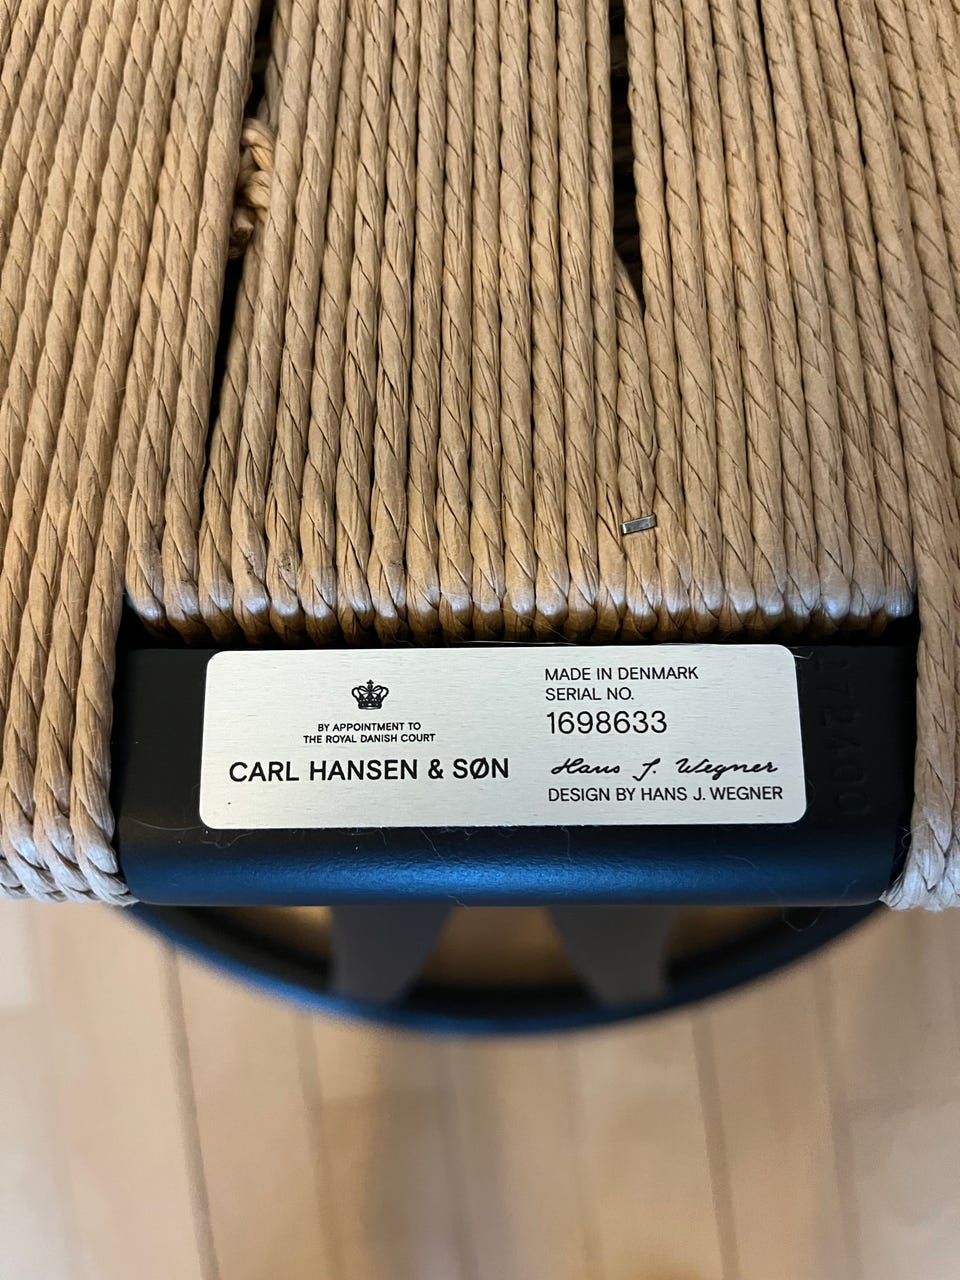 BY APPOINTMENT TO
THE ROYAL DANISH COURT
CARL HANSEN & SØN
MADE IN DENMARK
SERIAL NO.
1698633
Hans J. Wegner
DESIGN BY HANS J. WEGNER